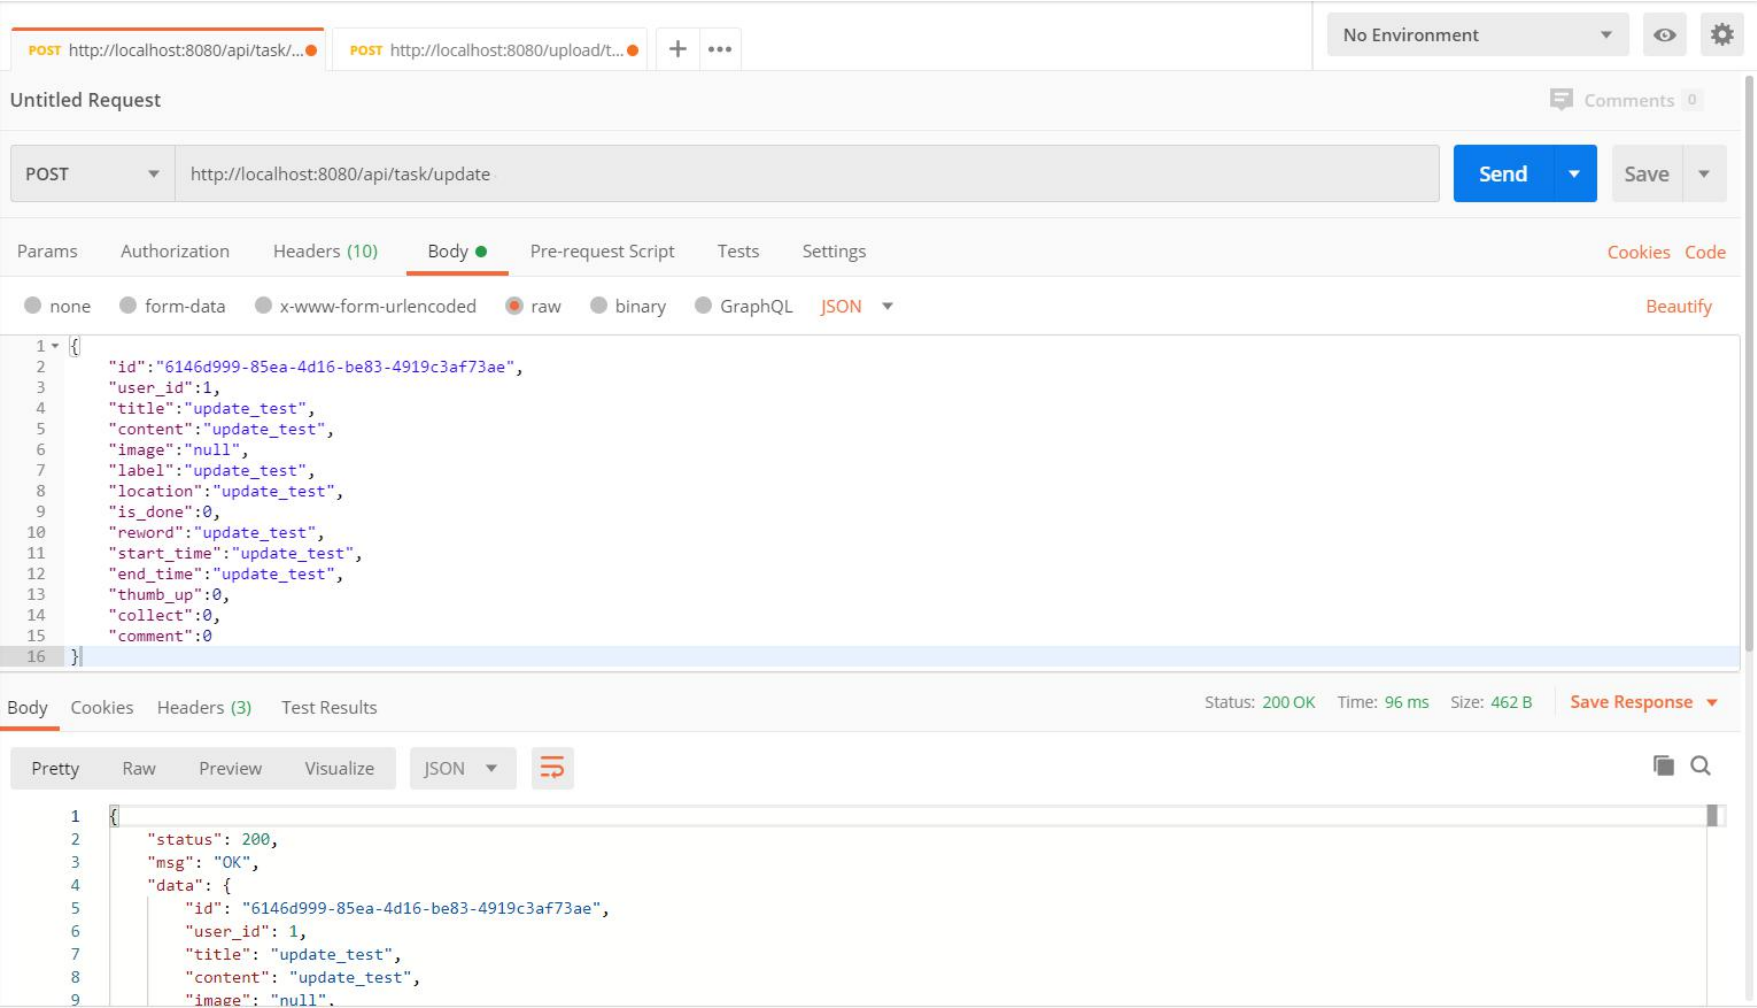 POST http://localhost:8080/api/task/... POST http://localhost:8080/upload/t... + ••• No Environment
Untitled Request Comments 0
POST http://localhost:8080/api/task/update Send Save
Params Authorization Headers (10) Body Pre-request Script Tests Settings Cookies Code
none form-data x-www-form-urlencoded raw binary GraphQL JSON Beautify
1 {
2 "id":"6146d999-85ea-4d16-be83-4919c3af73ae",
3 "user_id":1,
4 "title":"update_test",
5 "content":"update_test",
6 "image":"null",
7 "label":"update_test",
8 "location":"update_test",
9 "is_done":0,
10 "reword":"update_test",
11 "start_time":"update_test",
12 "end_time":"update_test",
13 "thumb_up":0,
14 "collect":0,
15 "comment":0
16 }
Body Cookies Headers (3) Test Results Status: 200 OK Time: 96 ms Size: 462 B Save Response
Pretty Raw Preview Visualize JSON
1 {
2 "status": 200,
3 "msg": "OK",
4 "data": {
5 "id": "6146d999-85ea-4d16-be83-4919c3af73ae",
6 "user_id": 1,
7 "title": "update_test",
8 "content": "update_test",
9 "image": "null",